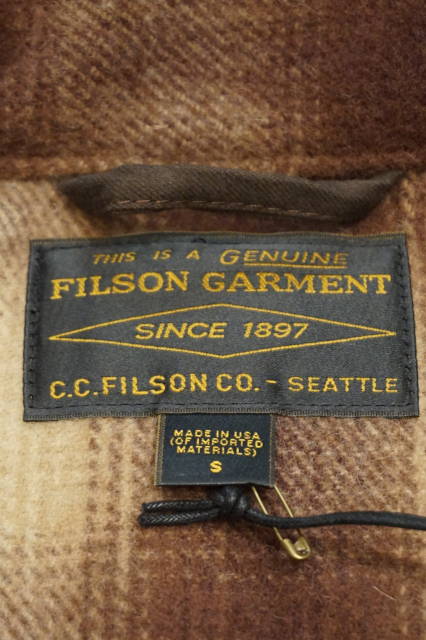 THIS IS A GENUINE
FILSON GARMENT
SINCE 1897
C.C.FILSON CO. - SEATTLE
MADE IN USA
(OF IMPORTED
MATERIALS)
S